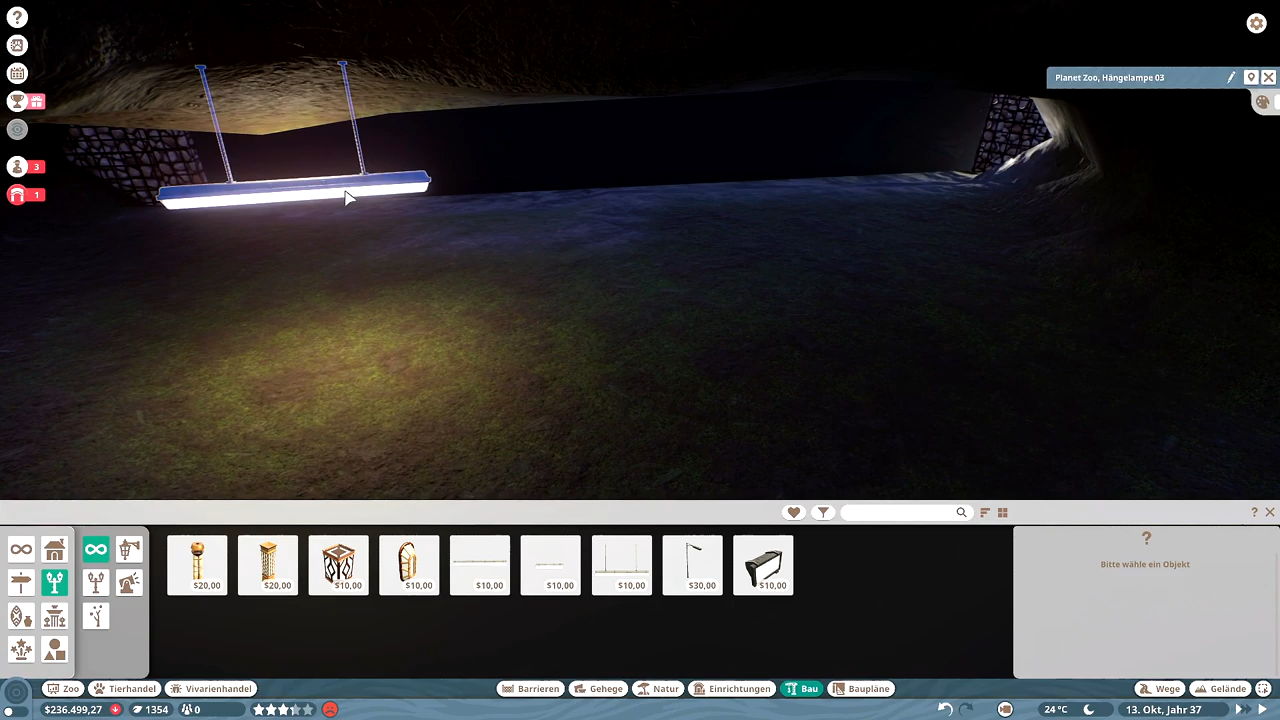 Planet Zoo, Hängelampe 03
3
1
$20,00
$20,00
$10,00
$10,00
$10,00
$10,00
$10,00
$30,00
$10,00
?
Bitte wähle ein Objekt
Zoo
Tierhandel
Vivarienhandel
Barrieren
Gehege
Natur
Einrichtungen
Bau
Baupläne
Wege
Gelände
$236.499,27
1354
0
24 °C
13. Okt, Jahr 37